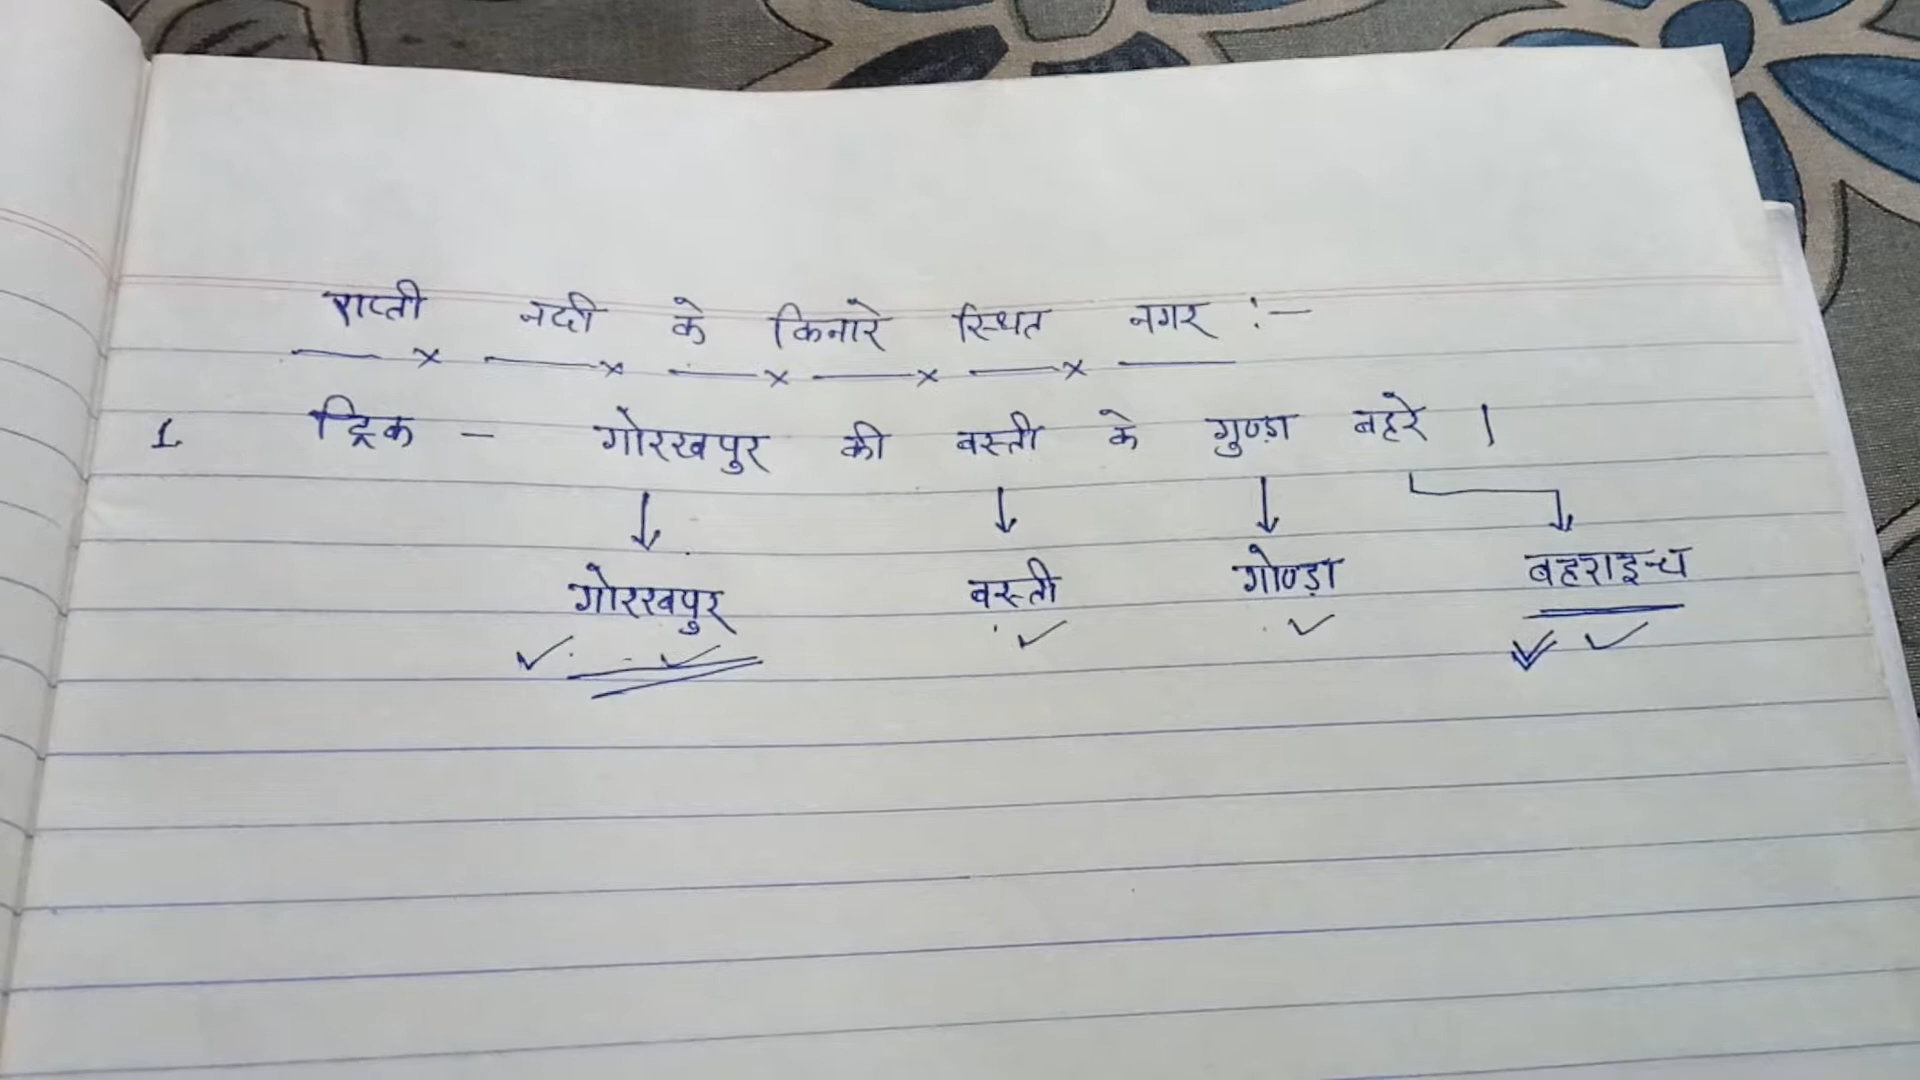 राप्ती नदी के किनारे स्थित नगर :-
1 ट्रिक - गोरखपुर की बस्ती के गुण्डा बहरे ।
गोरखपुर बस्ती गोण्डा बहराइच